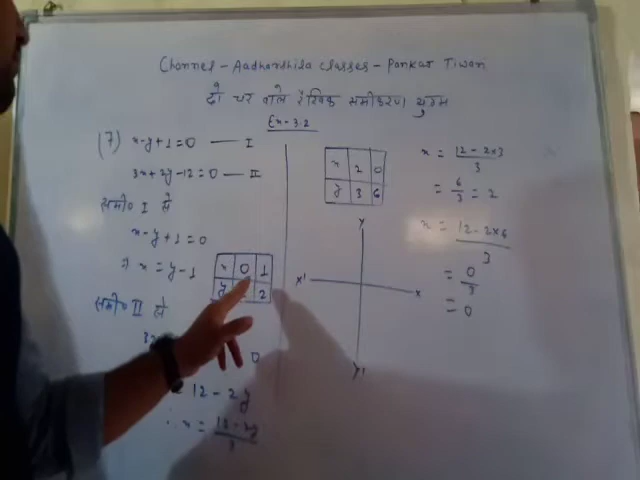 Channel - Aadharshila classes - Pankaj Tiwari
दो चर वाले रैखिक समीकरण युग्म
Ex-3.2
(7) x-y+1=0 — I
3x+2y-12=0 — II
समी० I से
x-y+1=0
⇒ x = y-1
x 0 1
y 2
समी० II से
3x
0
12-2y
∴ x = (12-2y)/3
x 2 0
y 3 6
x = (12-2×3)/3
= 6/3 = 2
x = (12-2×6)/3
= 0/3
= 0
Y
X' X
Y'